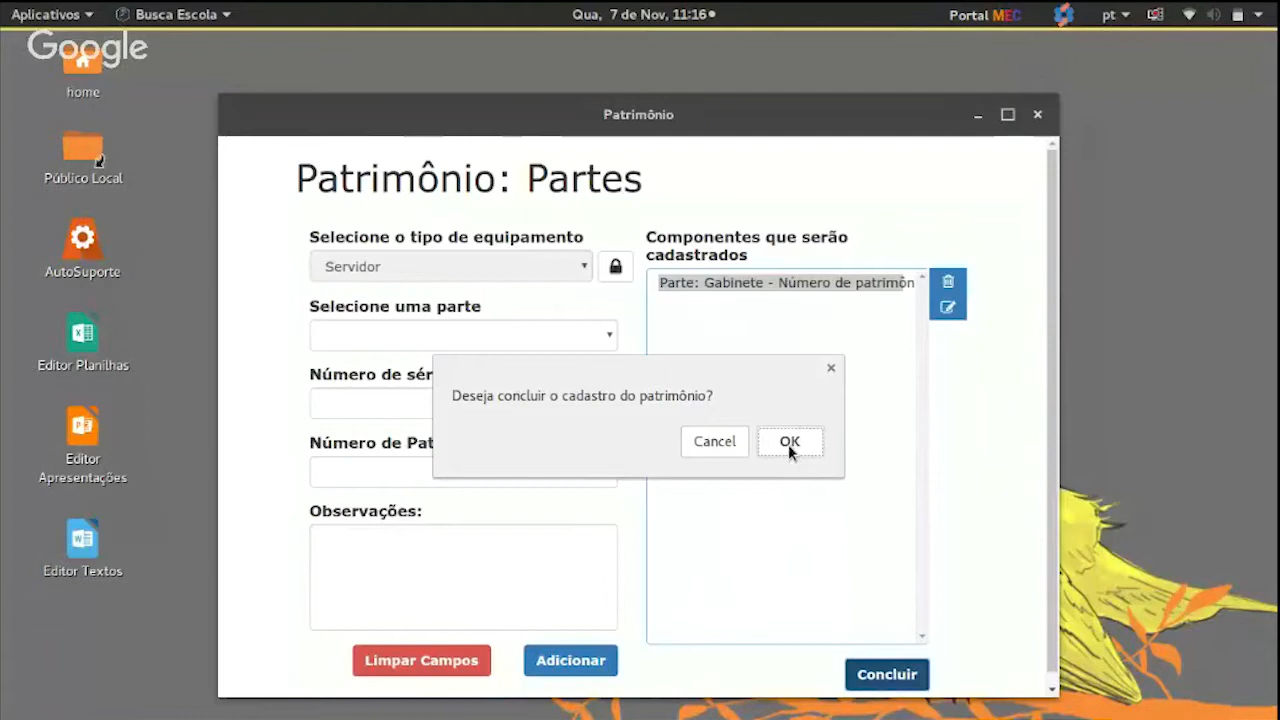 Aplicativos
Busca Escola
Qua, 7 de Nov, 11:16
Portal MEC
pt
Google
home
Público Local
AutoSuporte
Editor Planilhas
Editor
Apresentações
Editor Textos
Patrimônio
Patrimônio: Partes
Selecione o tipo de equipamento
Servidor
Selecione uma parte
Número de sér
Número de Pat
Observações:
Limpar Campos
Adicionar
Componentes que serão
cadastrados
Parte: Gabinete - Número de patrimôn
Deseja concluir o cadastro do patrimônio?
Cancel
OK
Concluir